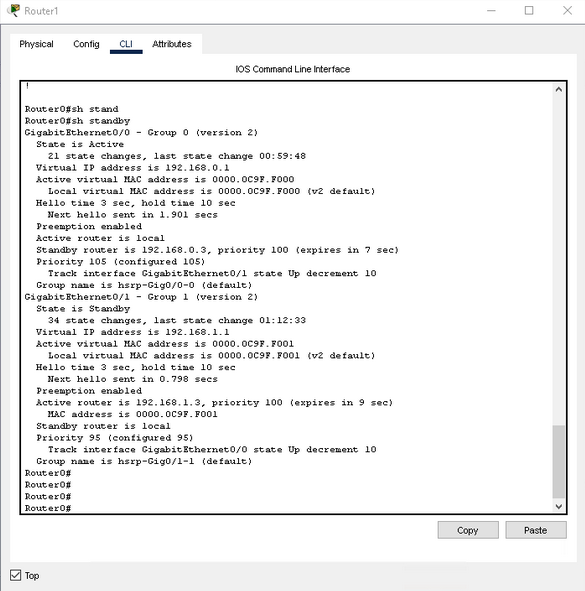 Router1
Physical Config CLI Attributes
IOS Command Line Interface
!
Router0#sh stand
Router0#sh standby
GigabitEthernet0/0 - Group 0 (version 2)
State is Active
21 state changes, last state change 00:59:48
Virtual IP address is 192.168.0.1
Active virtual MAC address is 0000.0C9F.F000
Local virtual MAC address is 0000.0C9F.F000 (v2 default)
Hello time 3 sec, hold time 10 sec
Next hello sent in 1.901 secs
Preemption enabled
Active router is local
Standby router is 192.168.0.3, priority 100 (expires in 7 sec)
Priority 105 (configured 105)
Track interface GigabitEthernet0/1 state Up decrement 10
Group name is hsrp-Gig0/0-0 (default)
GigabitEthernet0/1 - Group 1 (version 2)
State is Standby
34 state changes, last state change 01:12:33
Virtual IP address is 192.168.1.1
Active virtual MAC address is 0000.0C9F.F001
Local virtual MAC address is 0000.0C9F.F001 (v2 default)
Hello time 3 sec, hold time 10 sec
Next hello sent in 0.798 secs
Preemption enabled
Active router is 192.168.1.3, priority 100 (expires in 9 sec)
MAC address is 0000.0C9F.F001
Standby router is local
Priority 95 (configured 95)
Track interface GigabitEthernet0/0 state Up decrement 10
Group name is hsrp-Gig0/1-1 (default)
Router0#
Router0#
Router0#
Router0#
Copy Paste
Top